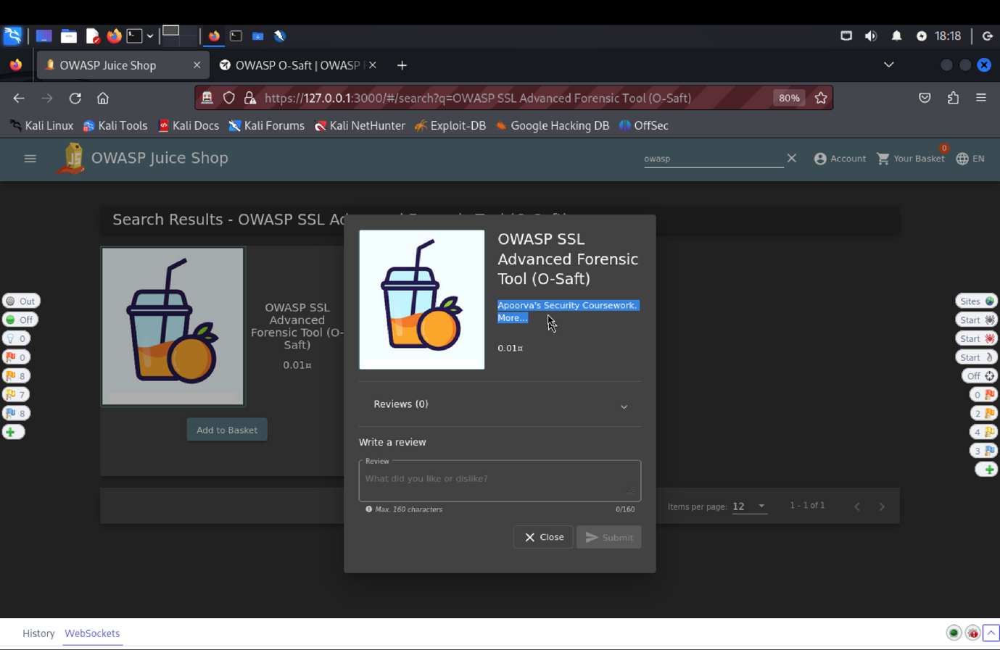 18:18
OWASP Juice Shop
OWASP O-Saft | OWASP
https://127.0.0.1:3000/#/search?q=OWASP SSL Advanced Forensic Tool (O-Saft)
80%
Kali Linux
Kali Tools
Kali Docs
Kali Forums
Kali NetHunter
Exploit-DB
Google Hacking DB
OffSec
OWASP Juice Shop
owasp
Account
0
Your Basket
EN
Search Results - OWASP SSL
OWASP SSL
Advanced
Forensic Tool (O-
Saft)
0.01¤
Add to Basket
OWASP SSL
Advanced Forensic
Tool (O-Saft)
Apoorva's Security Coursework.
More...
0.01¤
Reviews (0)
Write a review
Review
What did you like or dislike?
Max. 160 characters
0/160
Close
Submit
Items per page:
12
1 – 1 of 1
Out
Off
0
0
8
7
8
Sites
Start
Start
Start
Off
0
2
4
3
History
WebSockets